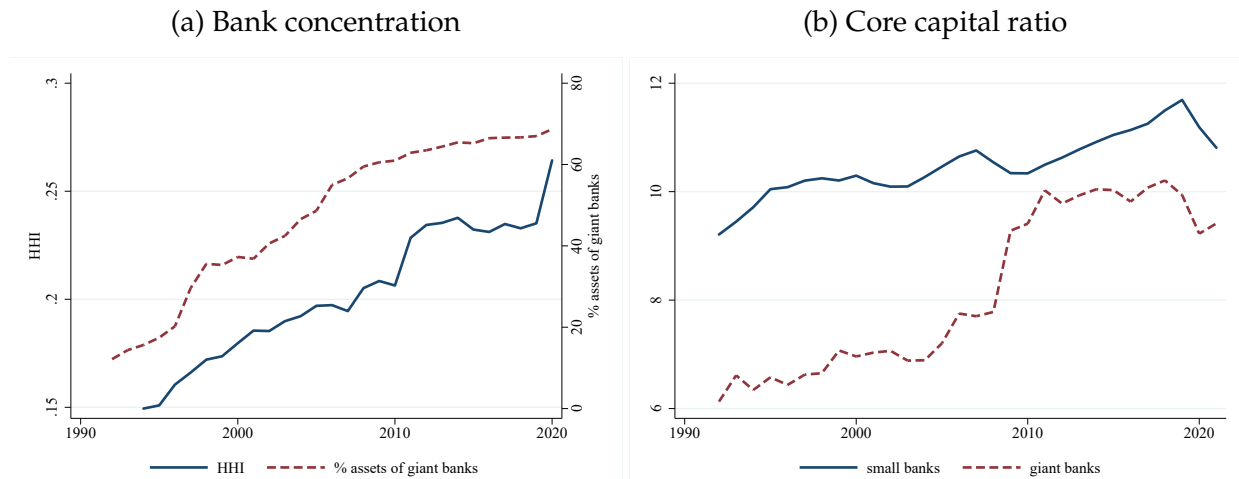 (a) Bank concentration
.3
.25
.2
.15
HHI
80
60
40
20
0
% assets of giant banks
1990
2000
2010
2020
HHI
% assets of giant banks
(b) Core capital ratio
12
10
8
6
1990
2000
2010
2020
small banks
giant banks